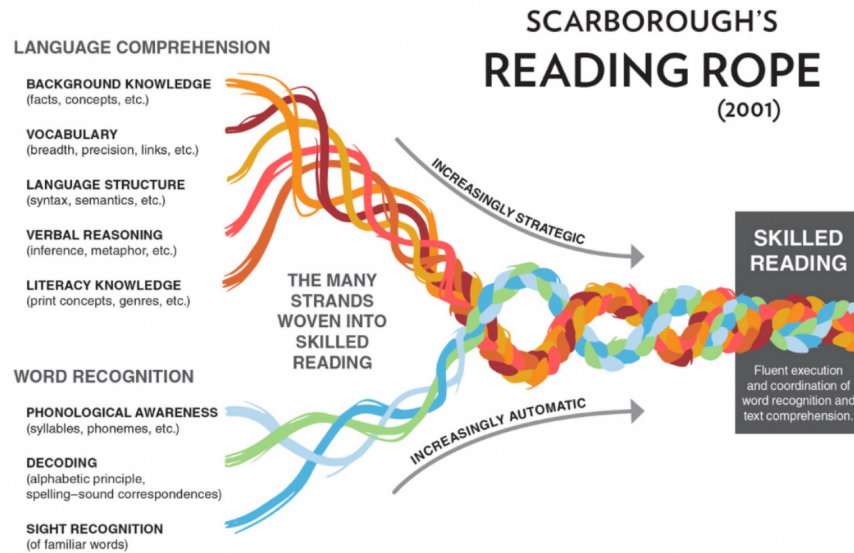 SCARBOROUGH'S
READING ROPE
(2001)
LANGUAGE COMPREHENSION
BACKGROUND KNOWLEDGE
(facts, concepts, etc.)
VOCABULARY
(breadth, precision, links, etc.)
LANGUAGE STRUCTURE
(syntax, semantics, etc.)
VERBAL REASONING
(inference, metaphor, etc.)
LITERACY KNOWLEDGE
(print concepts, genres, etc.)
THE MANY
STRANDS
WOVEN INTO
SKILLED
READING
WORD RECOGNITION
PHONOLOGICAL AWARENESS
(syllables, phonemes, etc.)
DECODING
(alphabetic principle,
spelling–sound correspondences)
SIGHT RECOGNITION
(of familiar words)
INCREASINGLY STRATEGIC
INCREASINGLY AUTOMATIC
SKILLED
READING
Fluent execution
and coordination of
word recognition and
text comprehension.